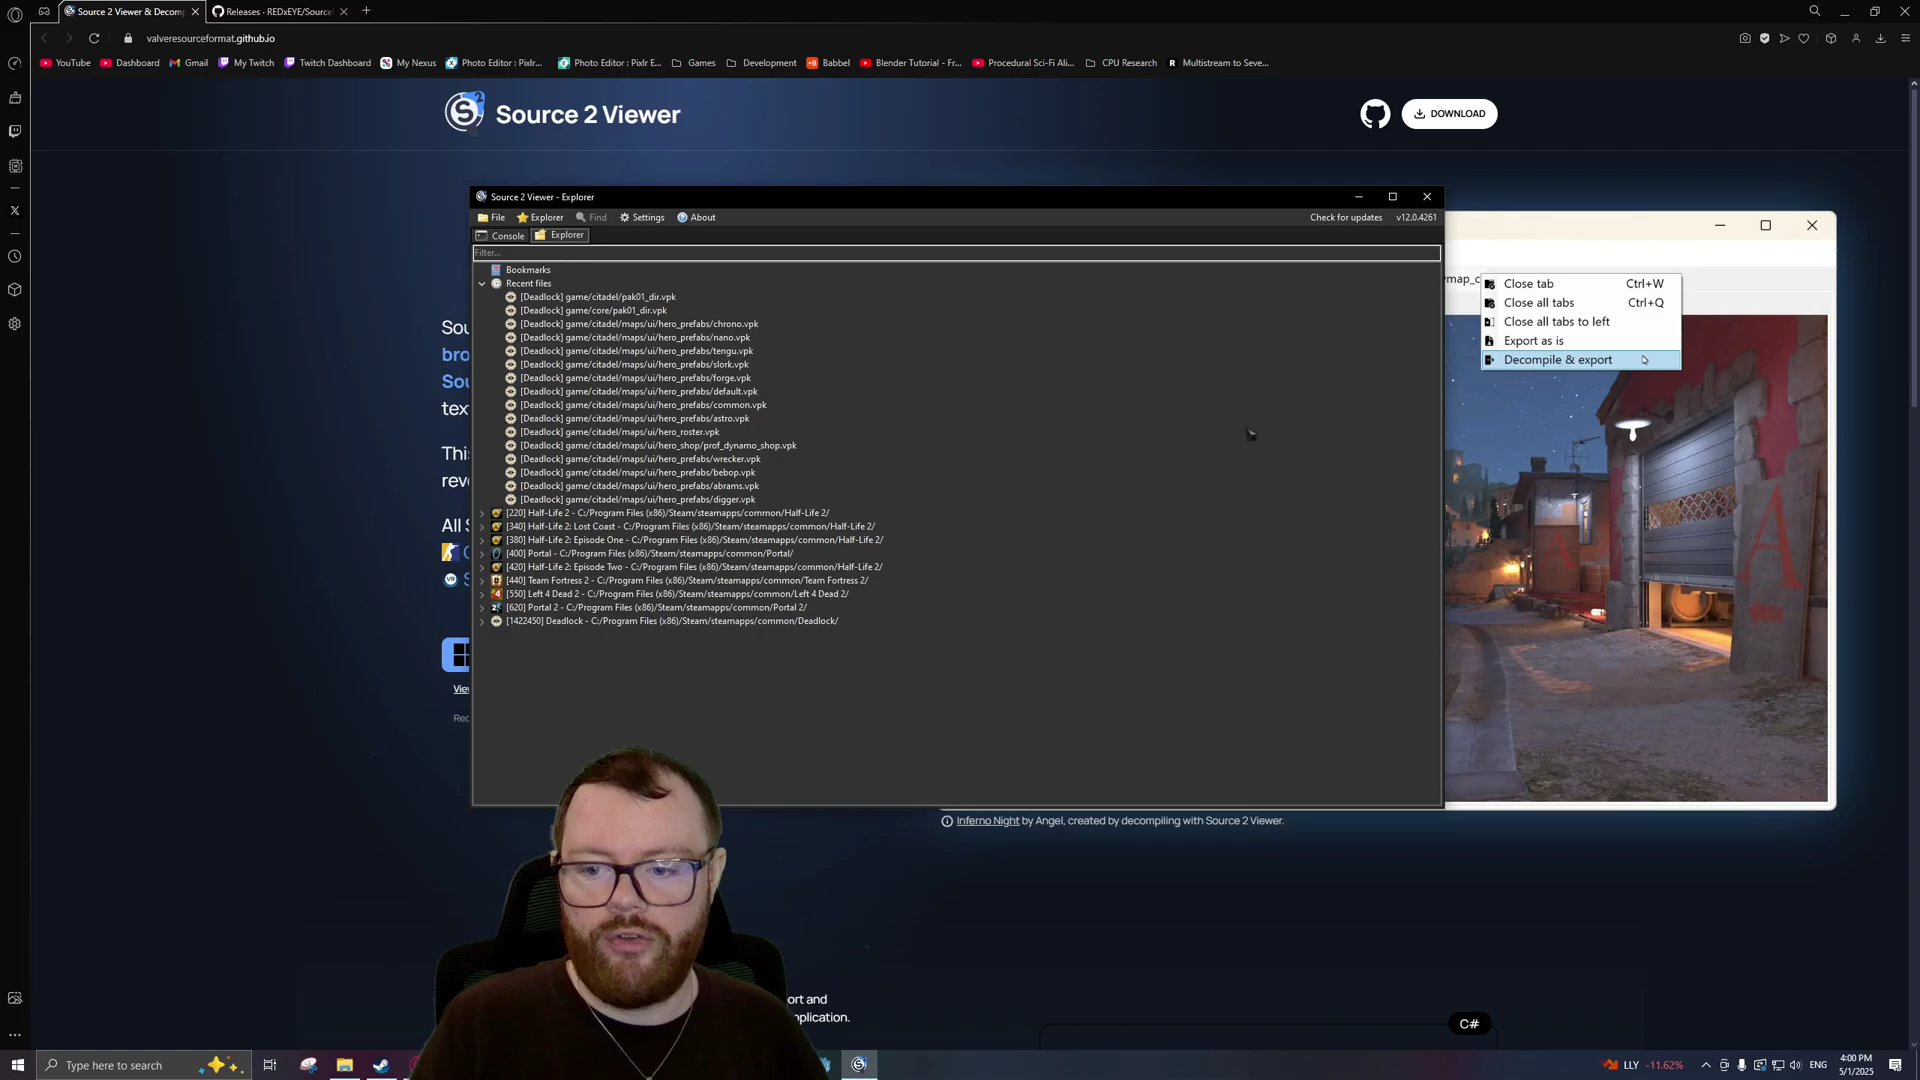 Source 2 Viewer & Decomp
Releases · REDxEYE/Source
valveresourceformat.github.io
YouTube
Dashboard
Gmail
My Twitch
Twitch Dashboard
My Nexus
Photo Editor : Pixlr...
Photo Editor : Pixlr E...
Games
Development
Babbel
Blender Tutorial - Fr...
Procedural Sci-Fi Ali...
CPU Research
Multistream to Seve...
Source 2 Viewer
DOWNLOAD
Source 2 Viewer - Explorer
File
Explorer
Find
Settings
About
Check for updates
v12.0.4261
Console
Explorer
Filter...
Bookmarks
Recent files
[Deadlock] game/citadel/pak01_dir.vpk
[Deadlock] game/core/pak01_dir.vpk
[Deadlock] game/citadel/maps/ui/hero_prefabs/chrono.vpk
[Deadlock] game/citadel/maps/ui/hero_prefabs/nano.vpk
[Deadlock] game/citadel/maps/ui/hero_prefabs/tengu.vpk
[Deadlock] game/citadel/maps/ui/hero_prefabs/slork.vpk
[Deadlock] game/citadel/maps/ui/hero_prefabs/forge.vpk
[Deadlock] game/citadel/maps/ui/hero_prefabs/default.vpk
[Deadlock] game/citadel/maps/ui/hero_prefabs/common.vpk
[Deadlock] game/citadel/maps/ui/hero_prefabs/astro.vpk
[Deadlock] game/citadel/maps/ui/hero_roster.vpk
[Deadlock] game/citadel/maps/ui/hero_shop/prof_dynamo_shop.vpk
[Deadlock] game/citadel/maps/ui/hero_prefabs/wrecker.vpk
[Deadlock] game/citadel/maps/ui/hero_prefabs/bebop.vpk
[Deadlock] game/citadel/maps/ui/hero_prefabs/abrams.vpk
[Deadlock] game/citadel/maps/ui/hero_prefabs/digger.vpk
[220] Half-Life 2 - C:/Program Files (x86)/Steam/steamapps/common/Half-Life 2/
[340] Half-Life 2: Lost Coast - C:/Program Files (x86)/Steam/steamapps/common/Half-Life 2/
[380] Half-Life 2: Episode One - C:/Program Files (x86)/Steam/steamapps/common/Half-Life 2/
[400] Portal - C:/Program Files (x86)/Steam/steamapps/common/Portal/
[420] Half-Life 2: Episode Two - C:/Program Files (x86)/Steam/steamapps/common/Half-Life 2/
[440] Team Fortress 2 - C:/Program Files (x86)/Steam/steamapps/common/Team Fortress 2/
[550] Left 4 Dead 2 - C:/Program Files (x86)/Steam/steamapps/common/Left 4 Dead 2/
[620] Portal 2 - C:/Program Files (x86)/Steam/steamapps/common/Portal 2/
[1422450] Deadlock - C:/Program Files (x86)/Steam/steamapps/common/Deadlock/
Sou
bro
Sou
text
This
reve
All S
View
Rec
map_c
Close tab Ctrl+W
Close all tabs Ctrl+Q
Close all tabs to left
Export as is
Decompile & export
Inferno Night by Angel, created by decompiling with Source 2 Viewer.
ort and
pplication.
C#
Type here to search
LLY -11.62%
ENG
4:00 PM
5/1/2025